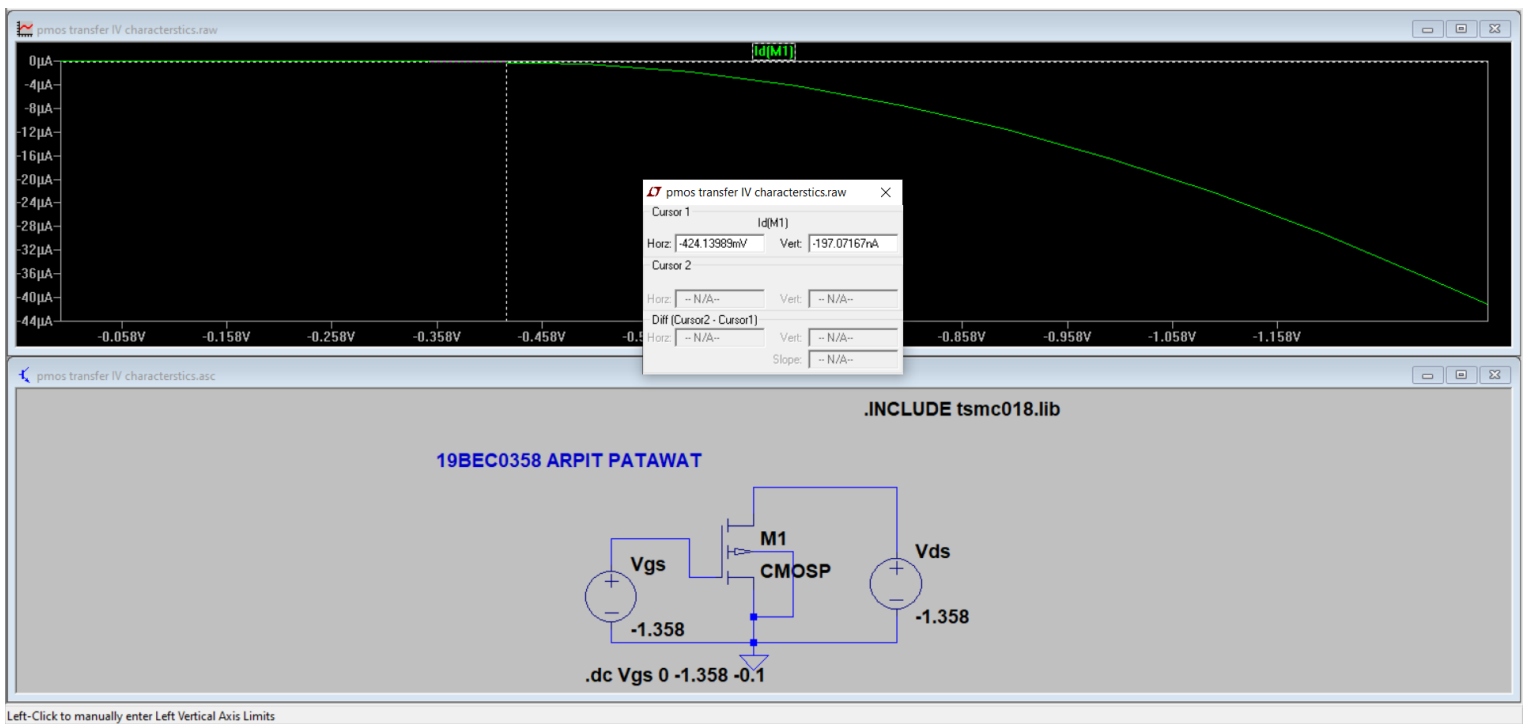 pmos transfer IV characterstics.raw
Id(M1)
0µA
-4µA
-8µA
-12µA
-16µA
-20µA
-24µA
-28µA
-32µA
-36µA
-40µA
-44µA
-0.058V -0.158V -0.258V -0.358V -0.458V -0.5 -0.858V -0.958V -1.058V -1.158V
pmos transfer IV characterstics.raw
Cursor 1
Id(M1)
Horz: -424.13989mV Vert: -197.07167nA
Cursor 2
Horz: -- N/A-- Vert: -- N/A--
Diff (Cursor2 - Cursor1)
Horz: -- N/A-- Vert: -- N/A--
Slope: -- N/A--
pmos transfer IV characterstics.asc
.INCLUDE tsmc018.lib
19BEC0358 ARPIT PATAWAT
M1
CMOSP
Vgs
-1.358
Vds
-1.358
.dc Vgs 0 -1.358 -0.1
Left-Click to manually enter Left Vertical Axis Limits